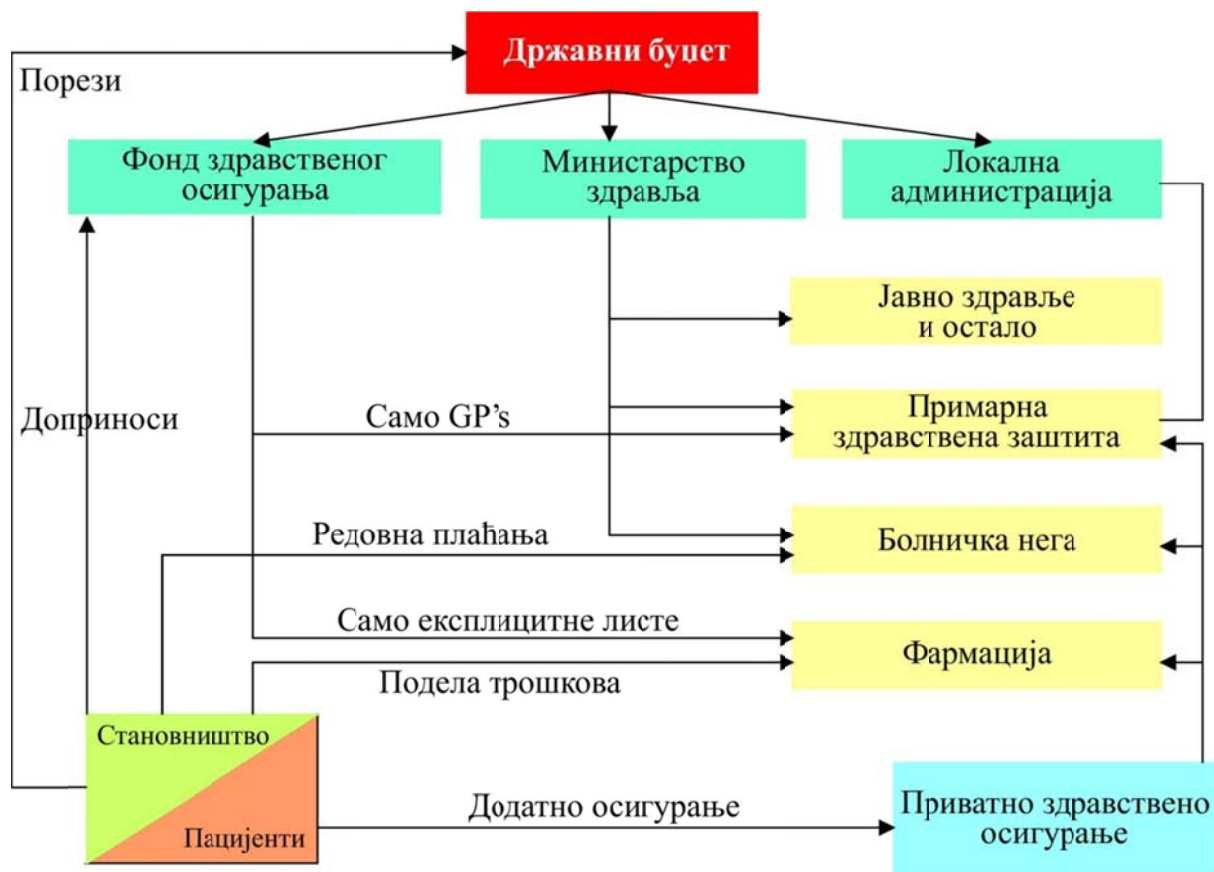 Државни буџет
Порези
Фонд здравственог
осигурања
Министарство
здравља
Локална
администрација
Јавно здравље
и остало
Доприноси
Само GP's
Примарна
здравствена заштита
Редовна плаћања
Болничка нега
Само експлицитне листе
Фармација
Подела трошкова
Становништво
Пацијенти
Додатно осигурање
Приватно здравствено
осигурање